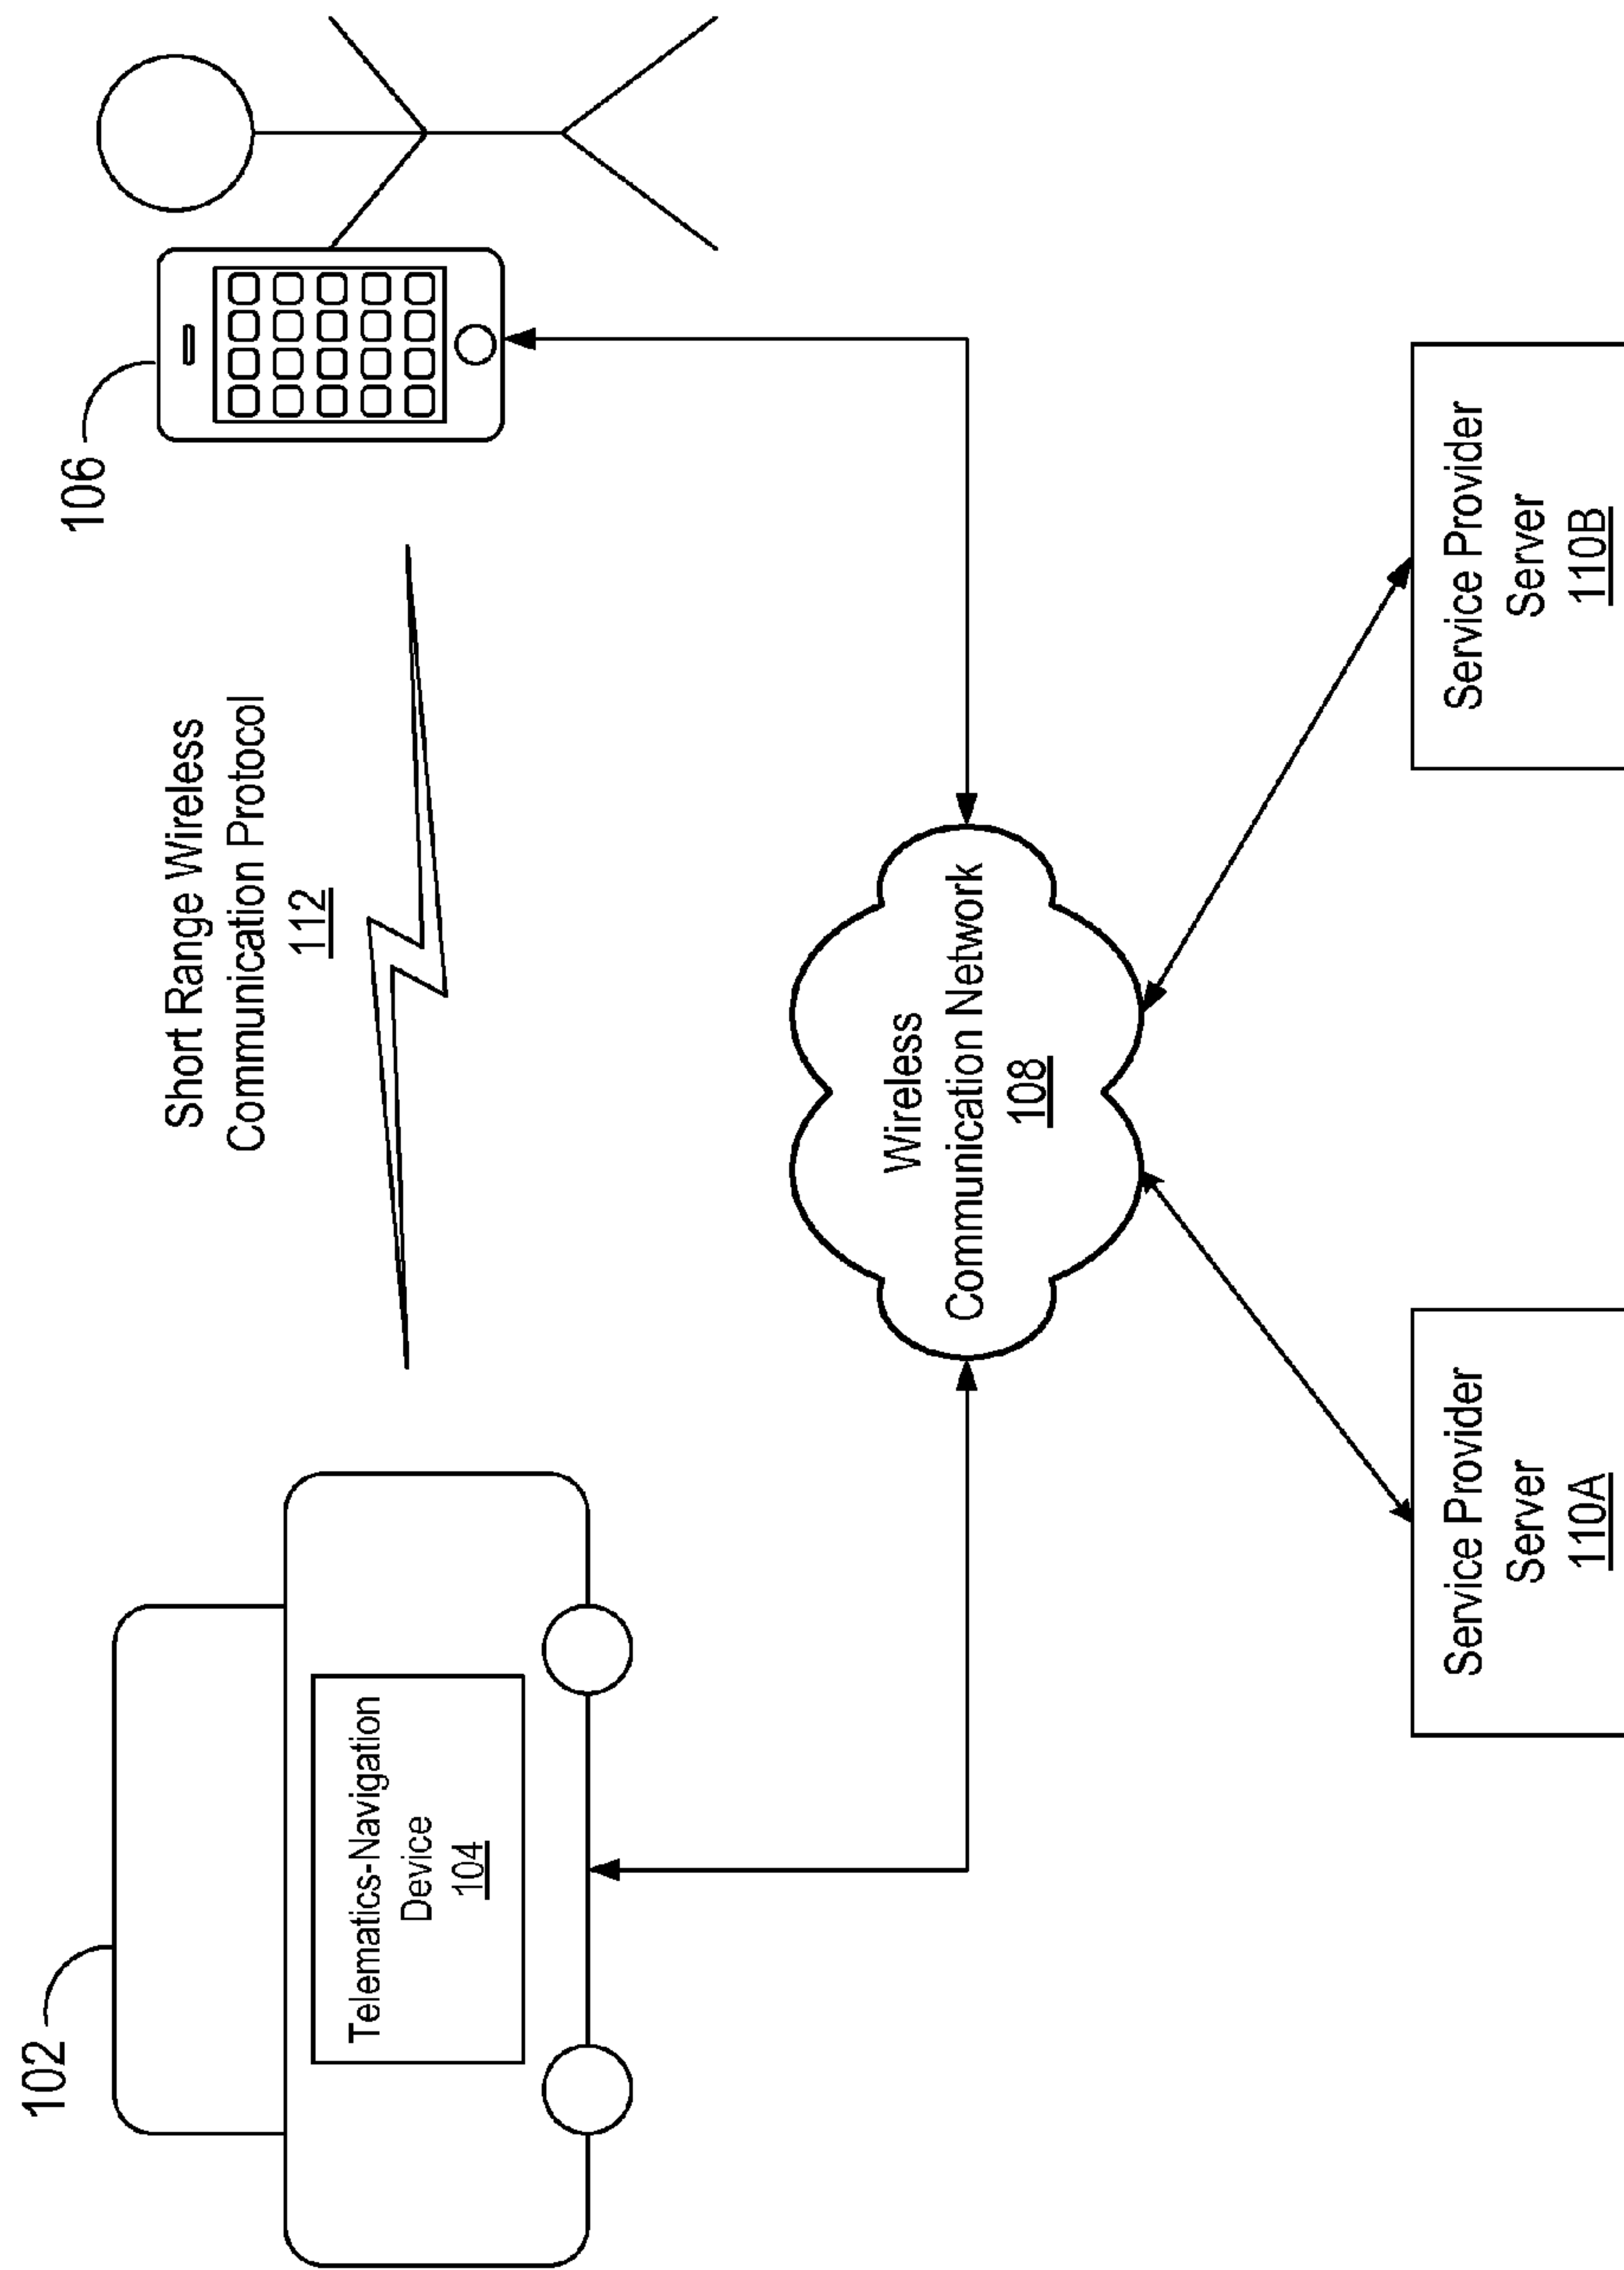 102
Telematics-Navigation
Device
104
Short Range Wireless
Communication Protocol
112
106
Wireless
Communication Network
108
Service Provider
Server
110A
Service Provider
Server
110B